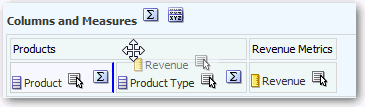 Columns and Measures
Products Revenue Metrics
Revenue
Product Product Type Revenue